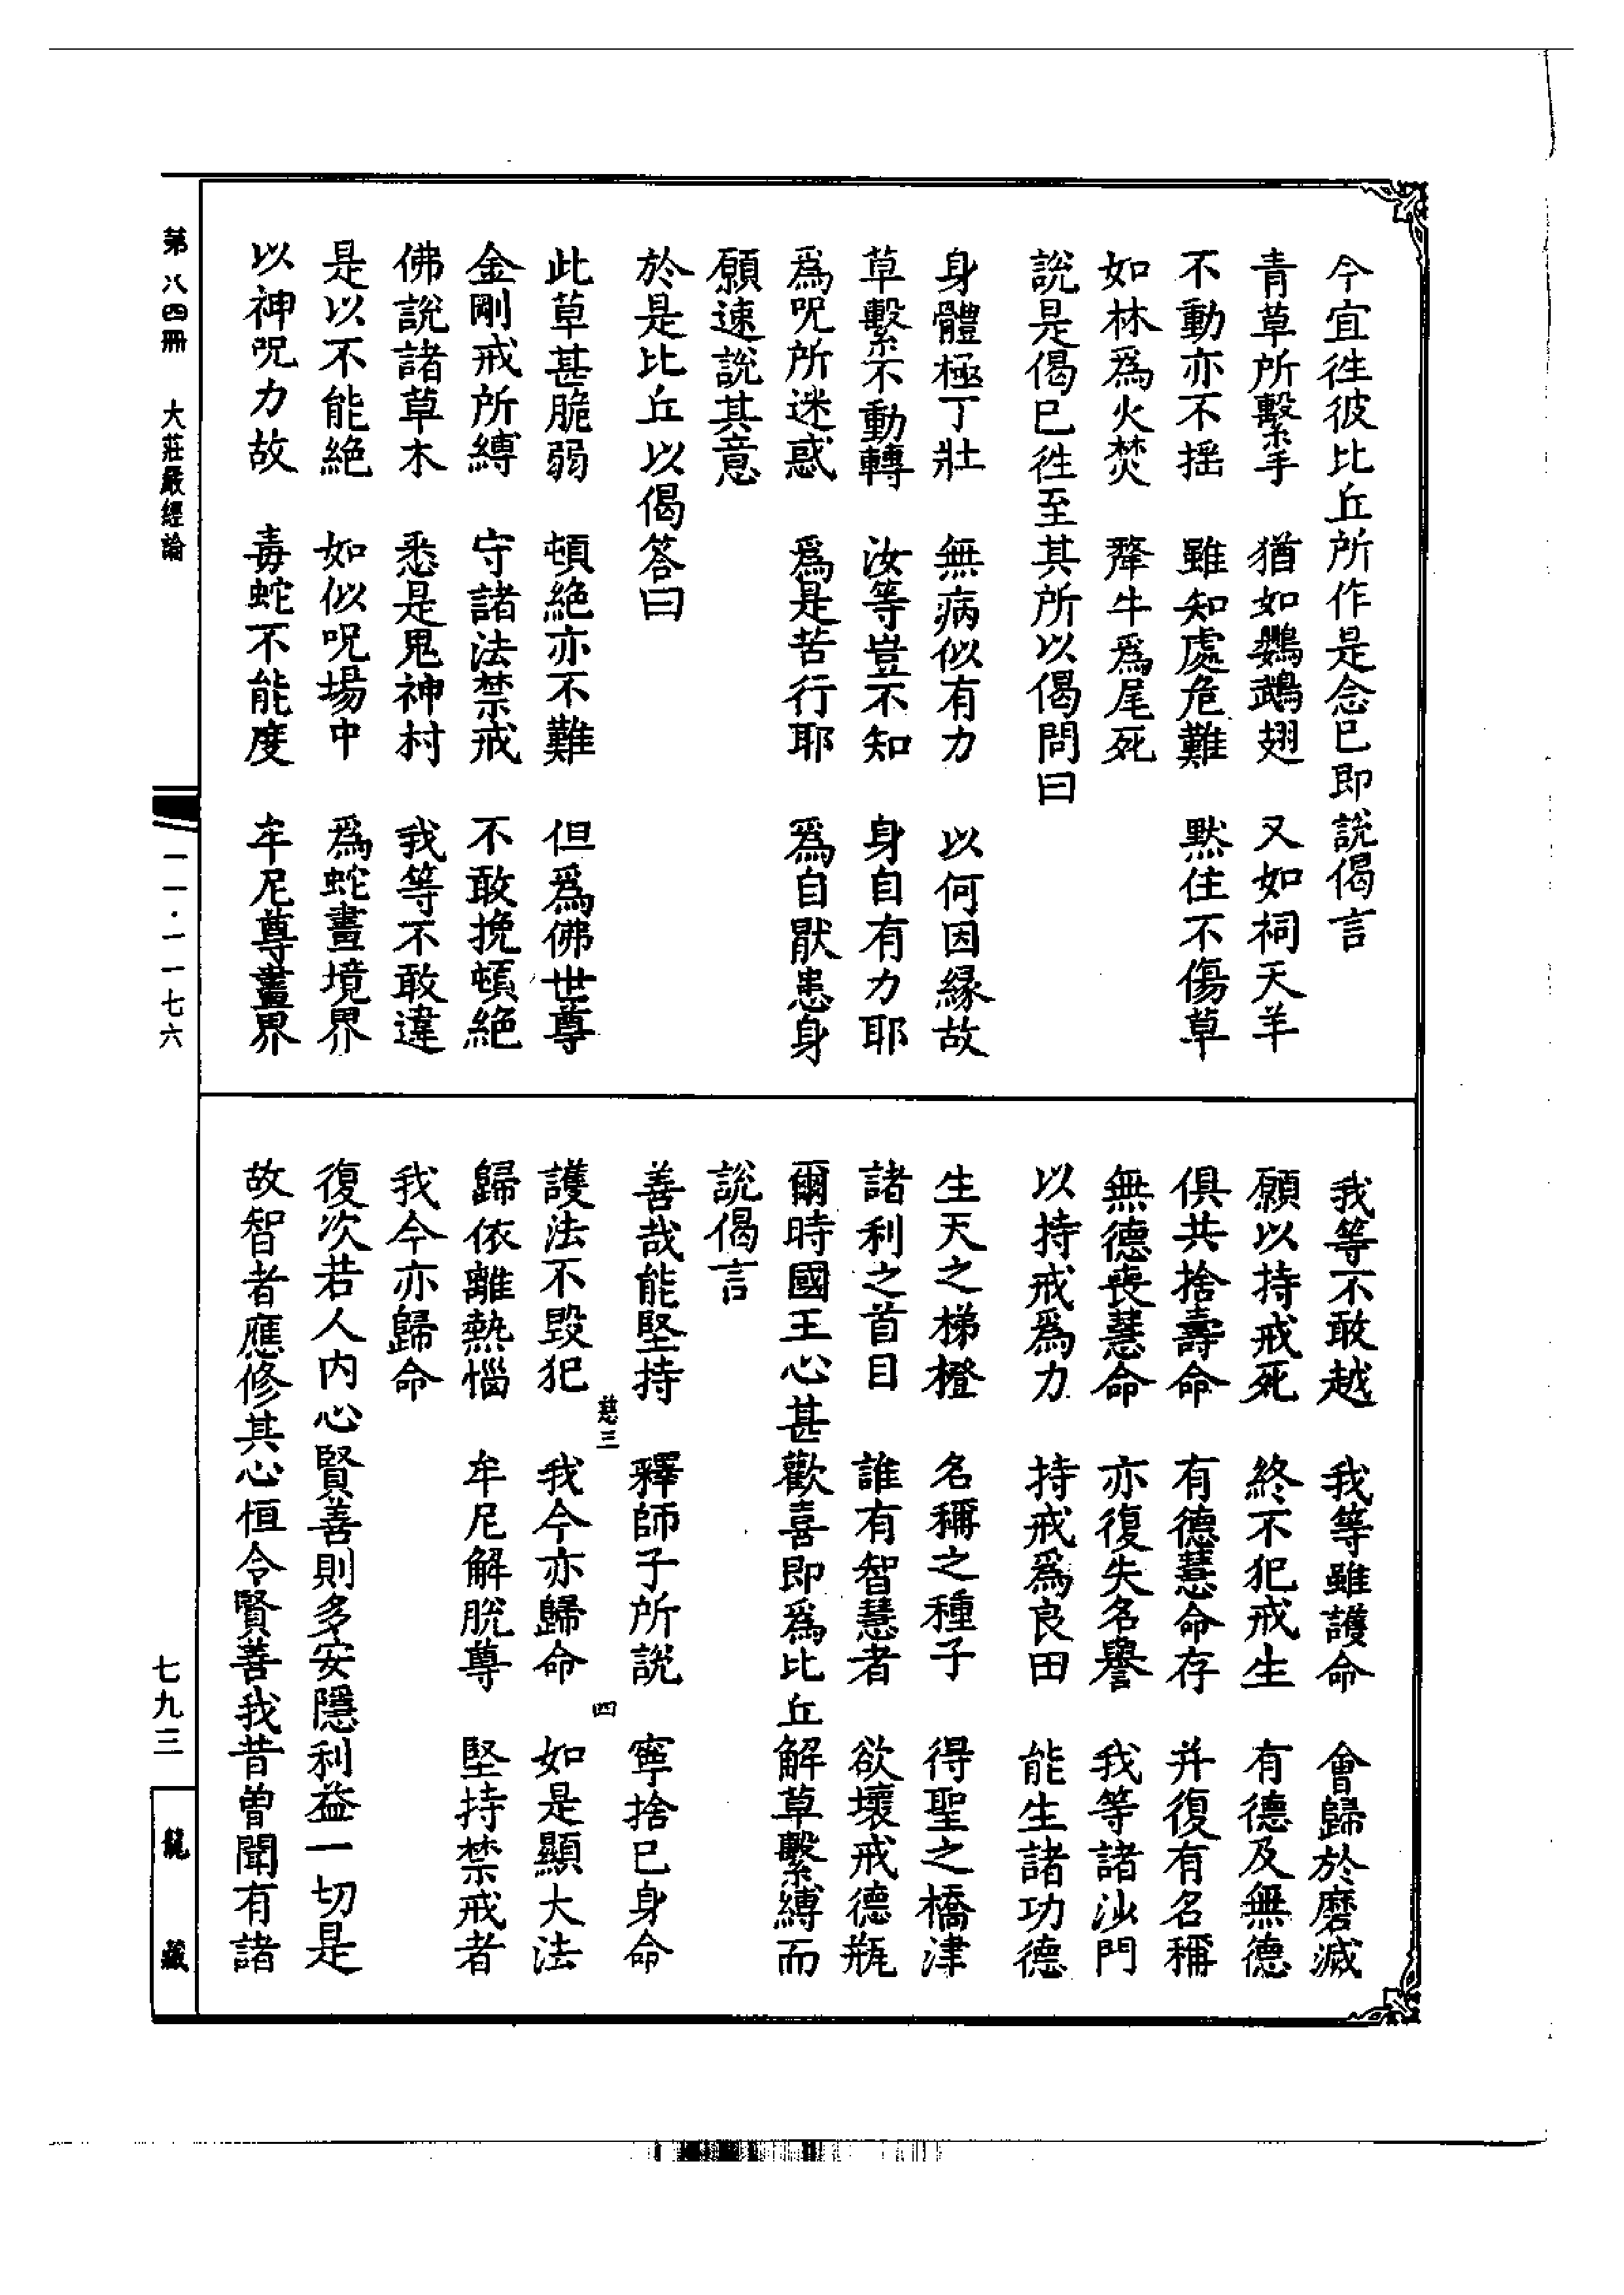 今宜徃彼比丘所作是念已即說偈言
青草所繫手　猶如鸚鵡翅　又如祠天羊
不動亦不揺　雖知處危難　黙住不傷草
如林爲火焚　犛牛爲尾死
說是偈已徃至其所以偈問曰
身體極丁壯　無病似有力　以何因緣故
草繫不動轉　汝等豈不知　身自有力耶
爲呪所迷惑　爲是苦行耶　爲自厭患身
願速說其意
於是比丘以偈答曰
此草甚脆弱　頓絶亦不難　但爲佛世尊
金剛戒所縛　守諸法禁戒　不敢挽頓絶
佛說諸草木　悉是鬼神村　我等不敢違
是以不能絶　如似呪場中　爲蛇畫境界
以神呪力故　毒蛇不能度　牟尼尊畫界
我等不敢越　我等雖護命　會歸於磨滅
願以持戒死　終不犯戒生　有德及無德
俱共捨壽命　有德慧命存　并復有名稱
無德喪慧命　亦復失名譽　我等諸沙門
以持戒爲力　持戒爲良田　能生諸功德
生天之梯橙　名稱之種子　得聖之橋津
諸利之首目　誰有智慧者　欲壞戒德瓶
爾時國王心甚歡喜即爲比丘解草繫縛而
說偈言
善哉能堅持　釋師子所說　寧捨已身命
慈三　四
護法不毀犯　我今亦歸命　如是顯大法
歸依離熱惱　牟尼解脫尊　堅持禁戒者
我今亦歸命
復次若人内心賢善則多安隱利益一切是
故智者應修其心恒令賢善我昔曽聞有諸
第八四冊　大莊嚴經論
一一·一一七六
七九三
龍藏